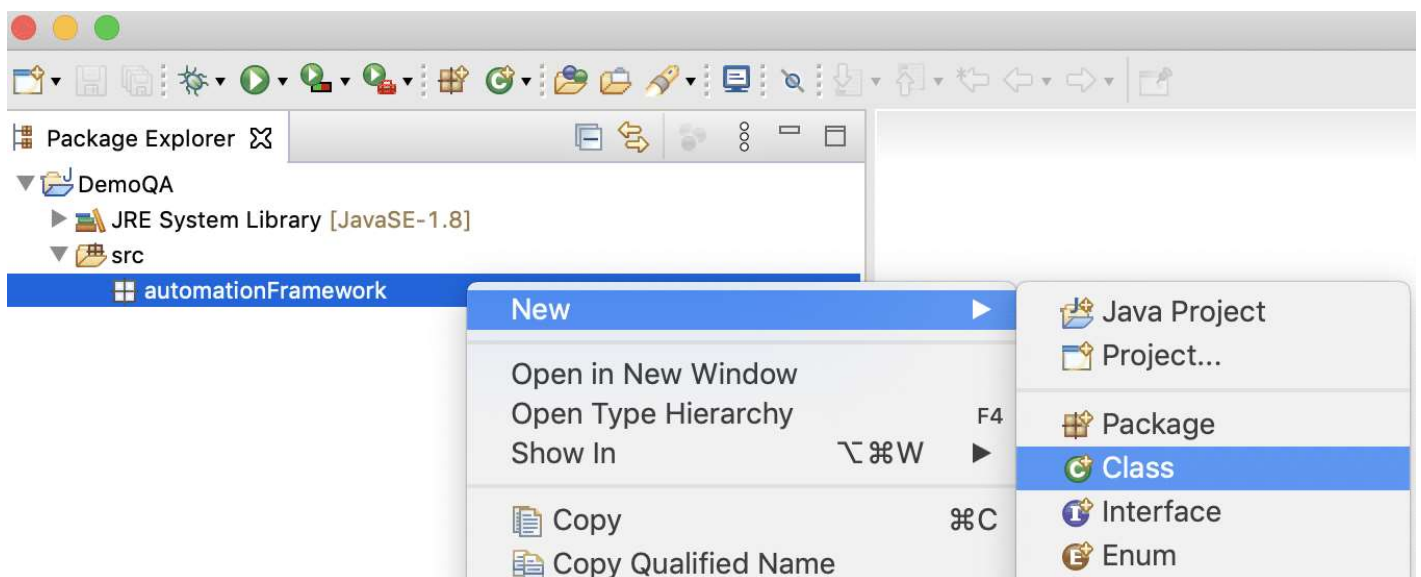 Package Explorer
DemoQA
JRE System Library [JavaSE-1.8]
src
automationFramework
New
Open in New Window
Open Type Hierarchy F4
Show In ⌥⌘W
Copy ⌘C
Copy Qualified Name
Java Project
Project...
Package
Class
Interface
Enum